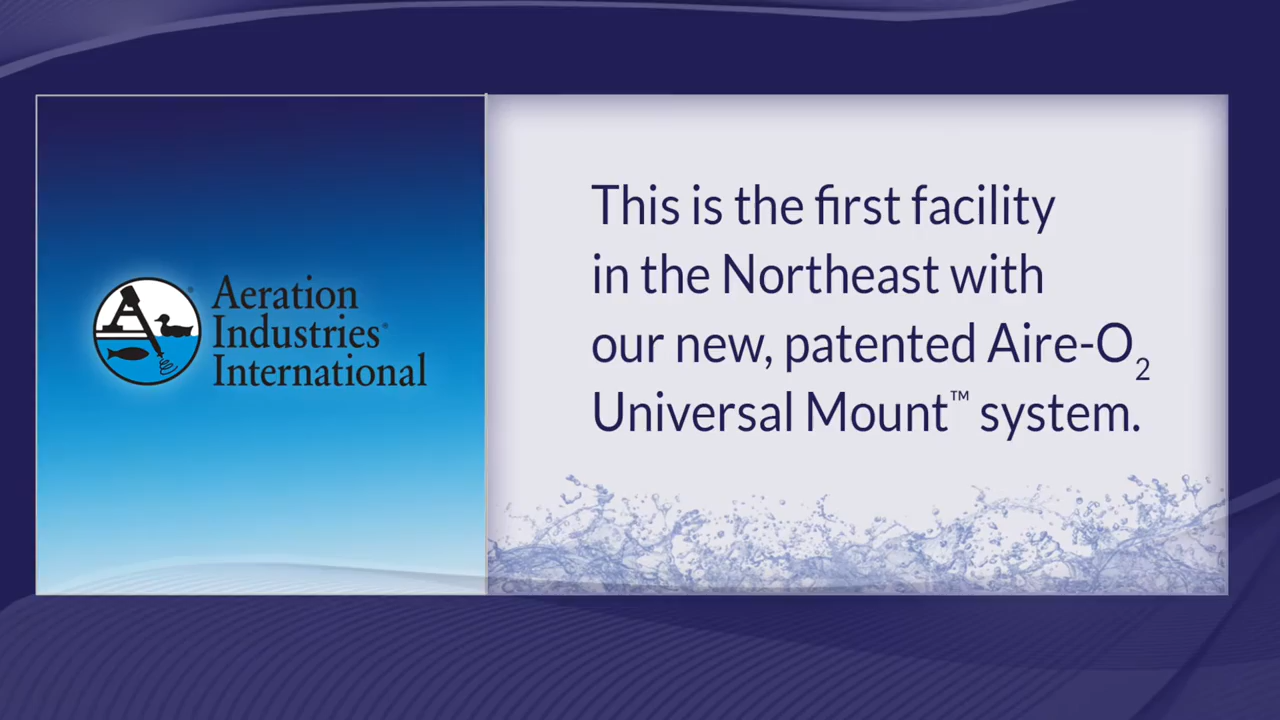 Aeration
Industries®
International
This is the first facility
in the Northeast with
our new, patented Aire-O₂
Universal Mount™ system.